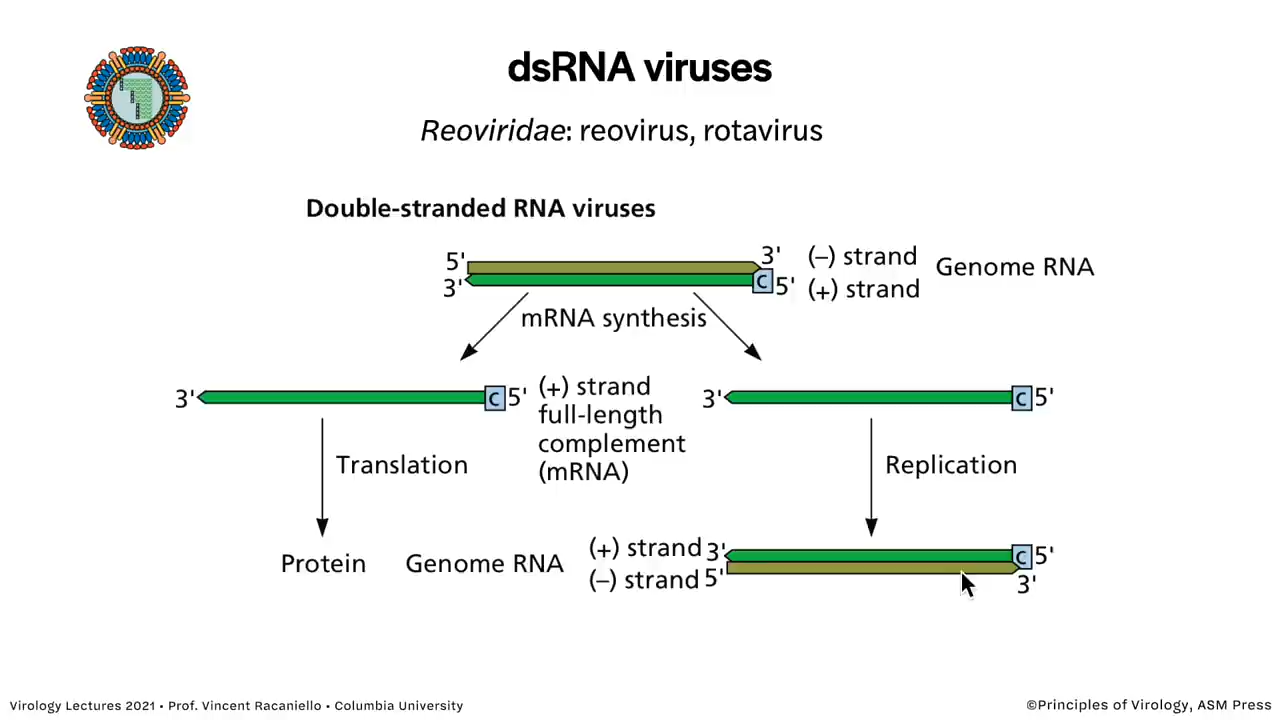 dsRNA viruses
Reoviridae: reovirus, rotavirus
Double-stranded RNA viruses
5' 3' (–) strand
Genome RNA
3' C 5' (+) strand
mRNA synthesis
3' C 5'
(+) strand
full-length
complement
(mRNA)
3' C 5'
Translation
Replication
Protein
Genome RNA
(+) strand 3' C 5'
(–) strand 5' 3'
Virology Lectures 2021 • Prof. Vincent Racaniello • Columbia University
©Principles of Virology, ASM Press